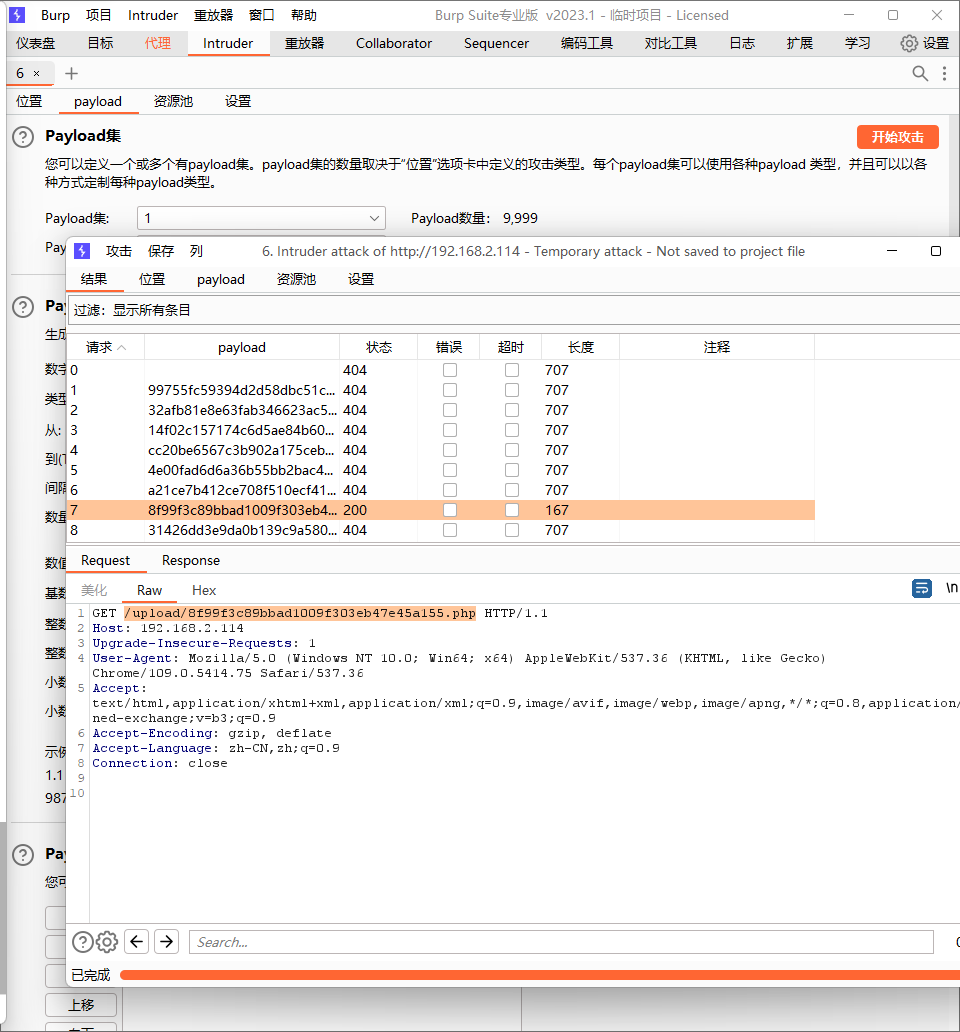 Burp 项目 Intruder 重放器 窗口 帮助 Burp Suite专业版 v2023.1 - 临时项目 - Licensed
仪表盘 目标 代理 Intruder 重放器 Collaborator Sequencer 编码工具 对比工具 日志 扩展 学习 设置
6 × +
位置 payload 资源池 设置
? Payload集 开始攻击
您可以定义一个或多个有payload集。payload集的数量取决于“位置”选项卡中定义的攻击类型。每个payload集可以使用各种payload 类型，并且可以以各
种方式定制每种payload类型。
Payload集: 1 Payload数量: 9,999
攻击 保存 列 6. Intruder attack of http://192.168.2.114 - Temporary attack - Not saved to project file
结果 位置 payload 资源池 设置
过滤：显示所有条目
请求 payload 状态 错误 超时 长度 注释
0 404 707
1 99755fc59394d2d58dbc51c... 404 707
2 32afb81e8e63fab346623ac5... 404 707
3 14f02c157174c6d5ae84b60... 404 707
4 cc20be6567c3b902a175ceb... 404 707
5 4e00fad6d6a36b55bb2bac4... 404 707
6 a21ce7b412ce708f510ecf41... 404 707
7 8f99f3c89bbad1009f303eb4... 200 167
8 31426dd3e9da0b139c9a580... 404 707
Request Response
美化 Raw Hex \n
1 GET /upload/8f99f3c89bbad1009f303eb47e45a155.php HTTP/1.1
2 Host: 192.168.2.114
3 Upgrade-Insecure-Requests: 1
4 User-Agent: Mozilla/5.0 (Windows NT 10.0; Win64; x64) AppleWebKit/537.36 (KHTML, like Gecko)
Chrome/109.0.5414.75 Safari/537.36
5 Accept:
text/html,application/xhtml+xml,application/xml;q=0.9,image/avif,image/webp,image/apng,*/*;q=0.8,application/
ned-exchange;v=b3;q=0.9
6 Accept-Encoding: gzip, deflate
7 Accept-Language: zh-CN,zh;q=0.9
8 Connection: close
9
10
? Search...
已完成
Pay
? Pay
生成
数字
类型
从:
到(T
间隔
数量
数值
基数
整数
整数
小数
小数
示例
1.1
987
? Pay
您可
上移